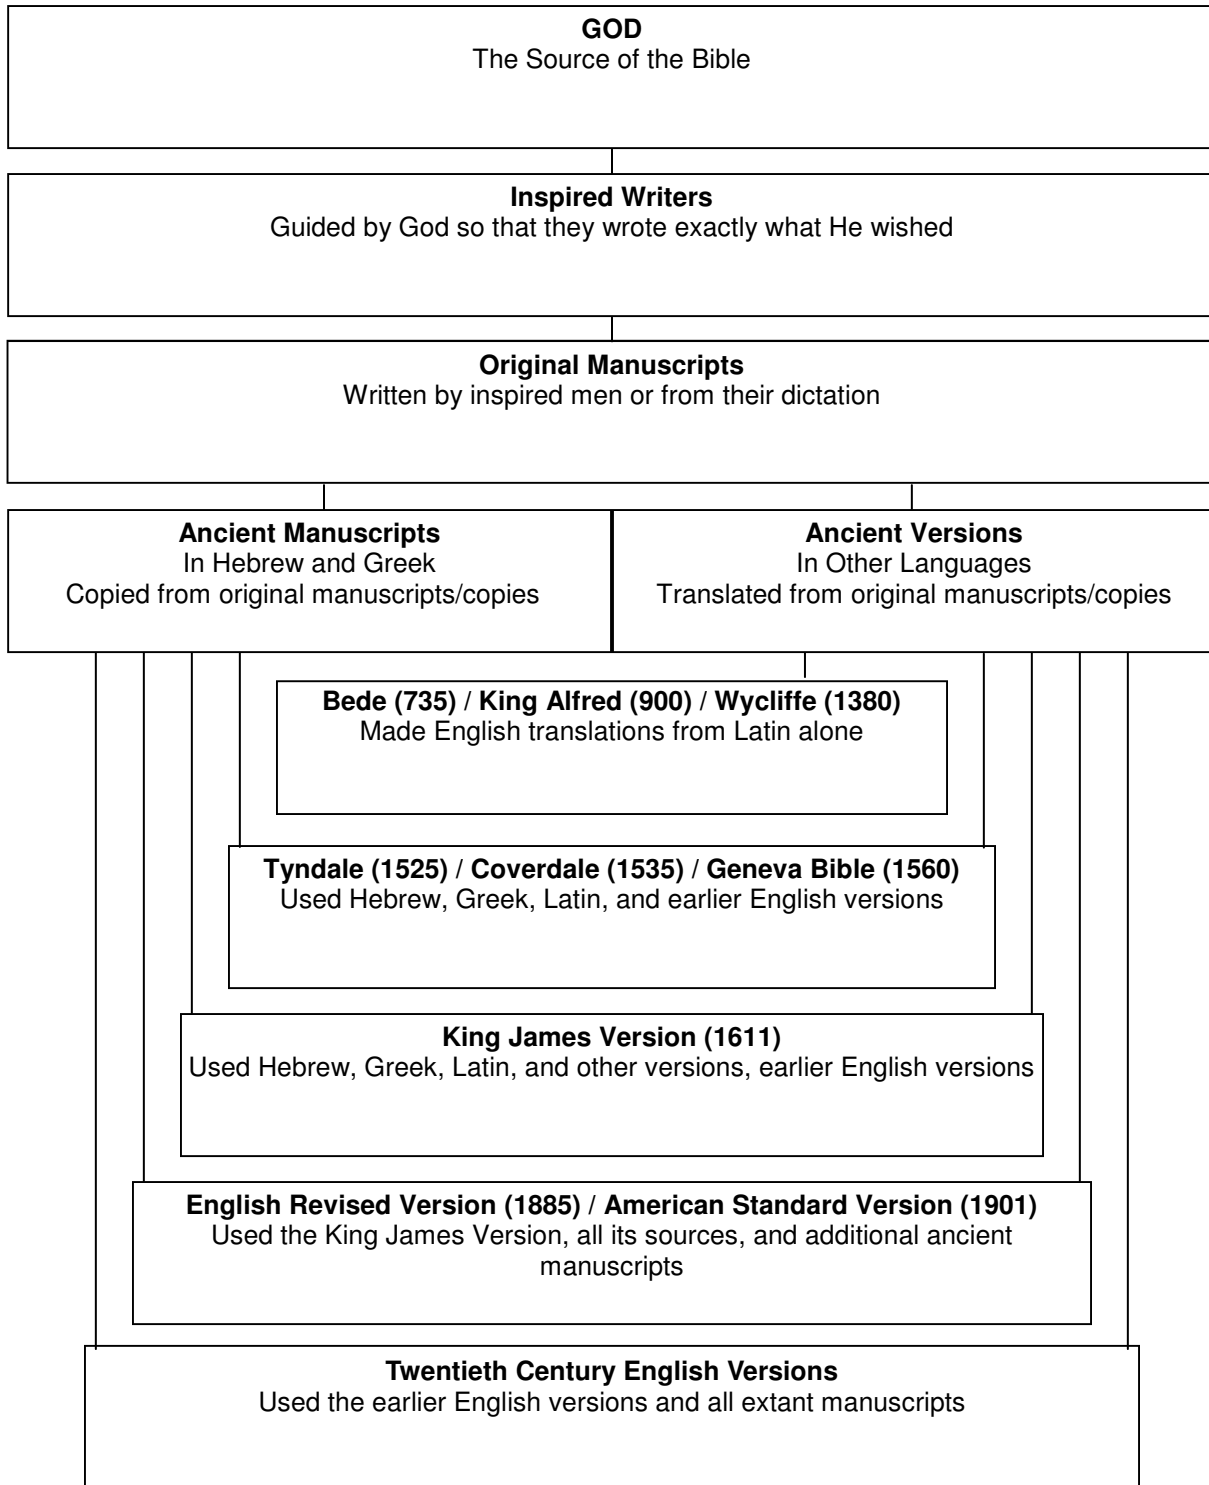 GOD
The Source of the Bible
Inspired Writers
Guided by God so that they wrote exactly what He wished
Original Manuscripts
Written by inspired men or from their dictation
Ancient Manuscripts
In Hebrew and Greek
Copied from original manuscripts/copies
Ancient Versions
In Other Languages
Translated from original manuscripts/copies
Bede (735) / King Alfred (900) / Wycliffe (1380)
Made English translations from Latin alone
Tyndale (1525) / Coverdale (1535) / Geneva Bible (1560)
Used Hebrew, Greek, Latin, and earlier English versions
King James Version (1611)
Used Hebrew, Greek, Latin, and other versions, earlier English versions
English Revised Version (1885) / American Standard Version (1901)
Used the King James Version, all its sources, and additional ancient
manuscripts
Twentieth Century English Versions
Used the earlier English versions and all extant manuscripts